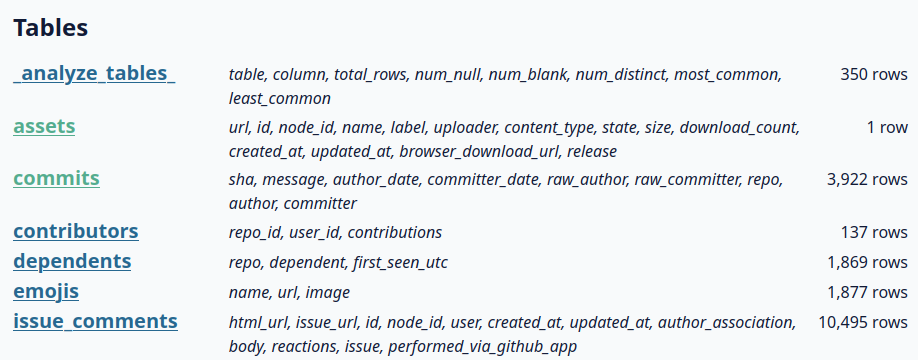 Tables
_analyze_tables_ table, column, total_rows, num_null, num_blank, num_distinct, most_common, 350 rows
least_common
assets url, id, node_id, name, label, uploader, content_type, state, size, download_count, 1 row
created_at, updated_at, browser_download_url, release
commits sha, message, author_date, committer_date, raw_author, raw_committer, repo, 3,922 rows
author, committer
contributors repo_id, user_id, contributions 137 rows
dependents repo, dependent, first_seen_utc 1,869 rows
emojis name, url, image 1,877 rows
issue_comments html_url, issue_url, id, node_id, user, created_at, updated_at, author_association, 10,495 rows
body, reactions, issue, performed_via_github_app